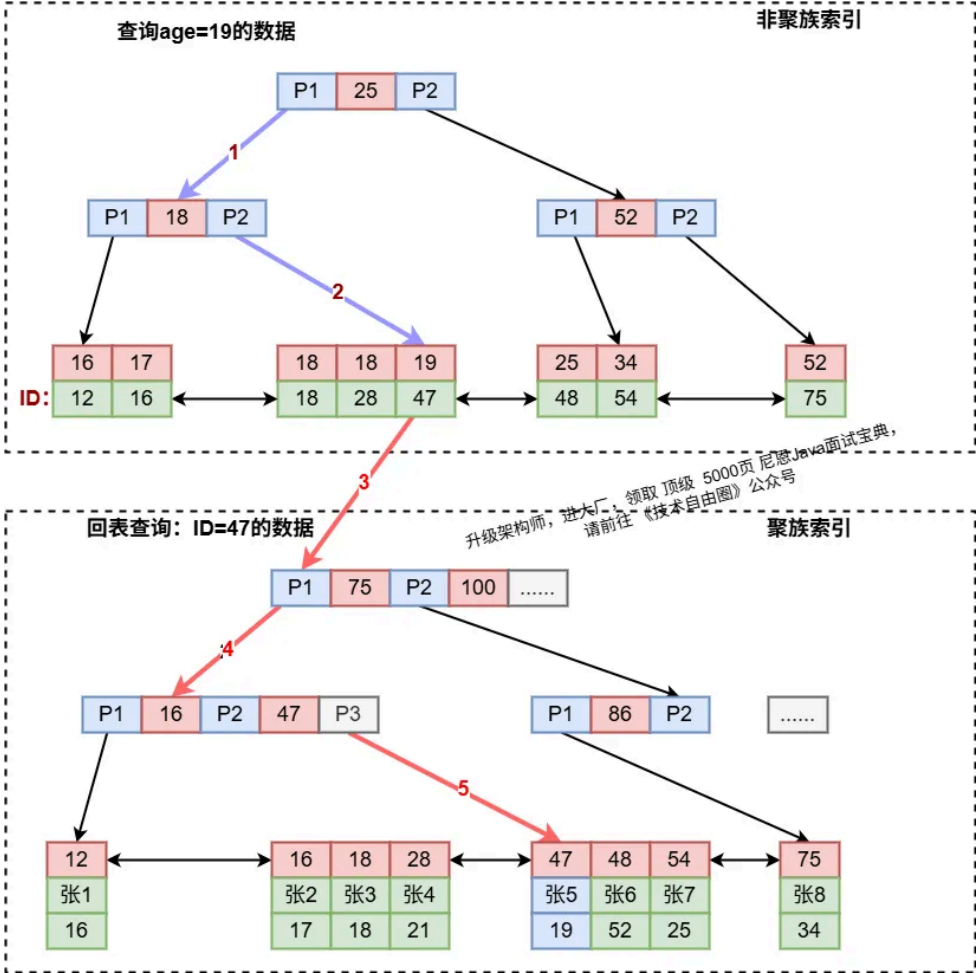 查询age=19的数据
非聚族索引
P1 25 P2
1
P1 18 P2
P1 52 P2
2
16 17
18 18 19
25 34
52
ID:
12 16
18 28 47
48 54
75
3
升级架构师，进大厂，领取 顶级 5000页 尼恩Java面试宝典，
请前往 《技术自由圈》公众号
回表查询：ID=47的数据
聚族索引
P1 75 P2 100 ......
4
P1 16 P2 47 P3
P1 86 P2
......
5
12
16 18 28
47 48 54
75
张1
张2 张3 张4
张5 张6 张7
张8
16
17 18 21
19 52 25
34